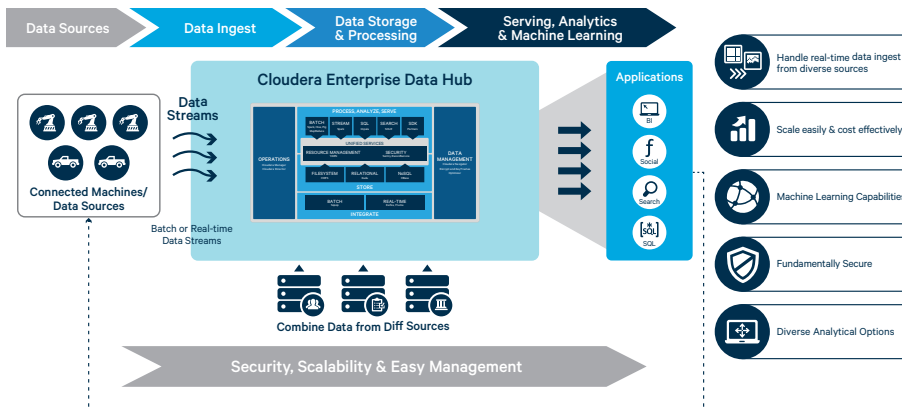 Data Sources
Data Ingest
Data Storage
& Processing
Serving, Analytics
& Machine Learning
Connected Machines/
Data Sources
Data
Streams
Batch or Real-time
Data Streams
Cloudera Enterprise Data Hub
PROCESS, ANALYZE, SERVE
BATCH
STREAM
SQL
SEARCH
SDK
UNIFIED SERVICES
RESOURCE MANAGEMENT
SECURITY
OPERATIONS
DATA
MANAGEMENT
FILESYSTEM
RELATIONAL
NoSQL
STORE
BATCH
REAL-TIME
INTEGRATE
Combine Data from Diff Sources
Applications
BI
Social
Search
SQL
SQL
Handle real-time data ingest
from diverse sources
Scale easily & cost effectively
Machine Learning Capabilities
Fundamentally Secure
Diverse Analytical Options
Security, Scalability & Easy Management